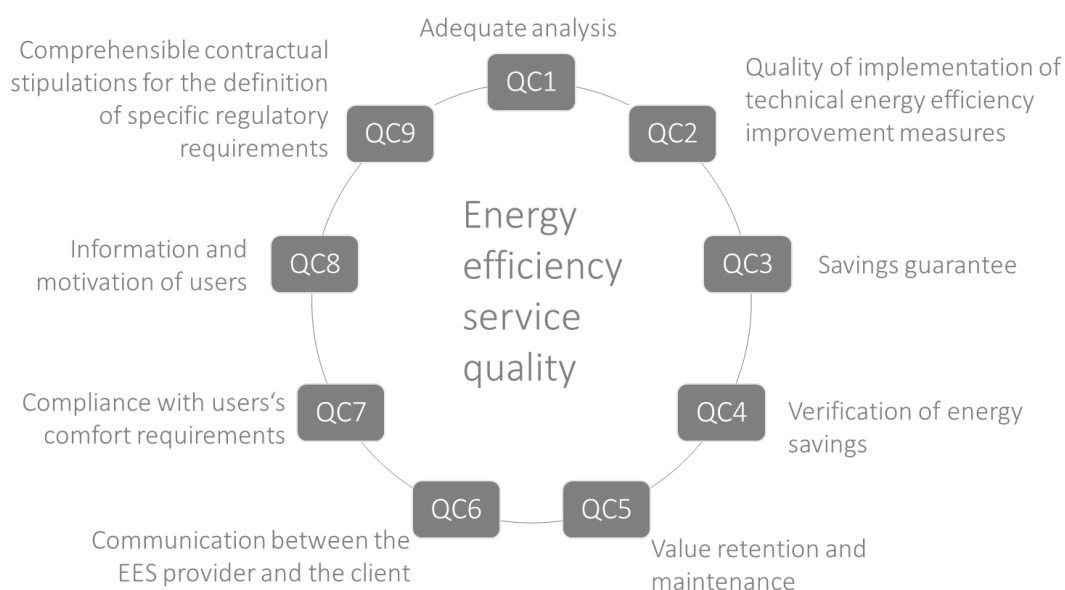 Adequate analysis
QC1
Quality of implementation of
technical energy efficiency
improvement measures
QC2
QC3
Savings guarantee
QC4
Verification of energy
savings
QC5
Value retention and
maintenance
QC6
Communication between the
EES provider and the client
QC7
Compliance with users‘s
comfort requirements
QC8
Information and
motivation of users
QC9
Comprehensible contractual
stipulations for the definition
of specific regulatory
requirements
Energy
efficiency
service
quality